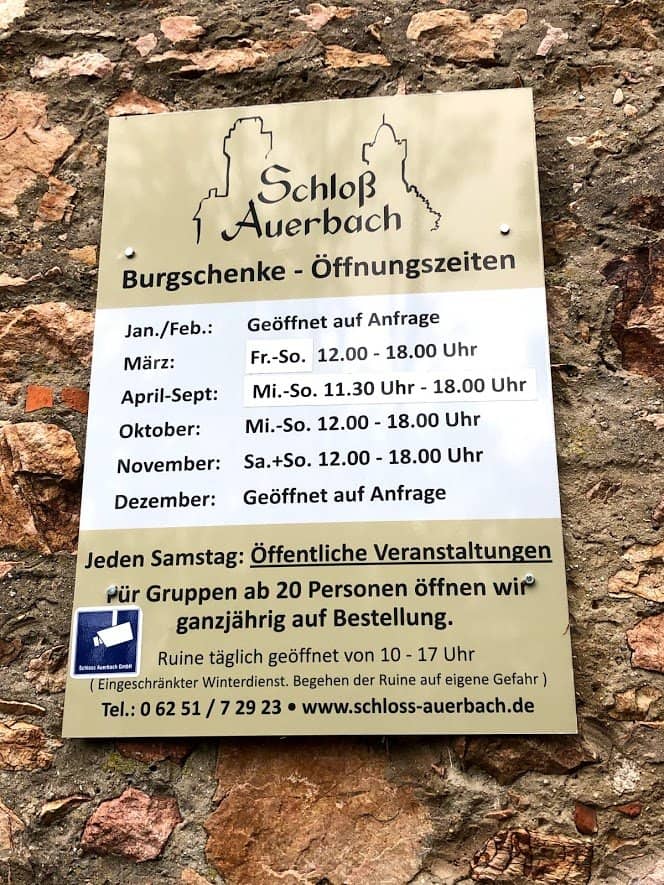 Schloß
Auerbach
Burgschenke - Öffnungszeiten
Jan./Feb.: Geöffnet auf Anfrage
März: Fr.-So. 12.00 - 18.00 Uhr
April-Sept: Mi.-So. 11.30 Uhr - 18.00 Uhr
Oktober: Mi.-So. 12.00 - 18.00 Uhr
November: Sa.+So. 12.00 - 18.00 Uhr
Dezember: Geöffnet auf Anfrage
Jeden Samstag: Öffentliche Veranstaltungen
Für Gruppen ab 20 Personen öffnen wir
ganzjährig auf Bestellung.
Schloss Auerbach GmbH
Ruine täglich geöffnet von 10 - 17 Uhr
( Eingeschränkter Winterdienst. Begehen der Ruine auf eigene Gefahr )
Tel.: 0 62 51 / 7 29 23 • www.schloss-auerbach.de